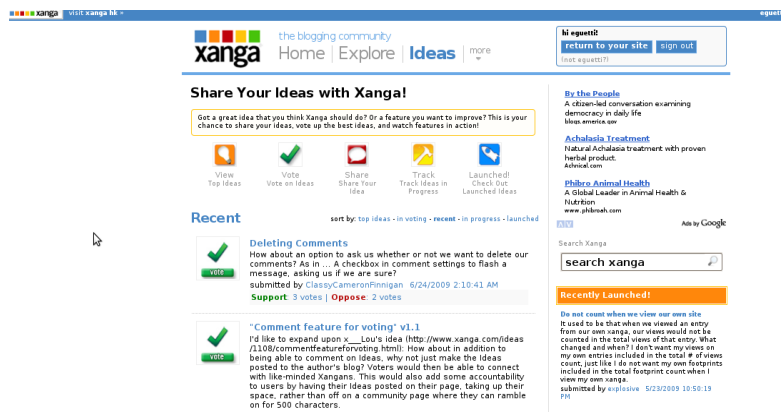 xanga visit xanga hk »
eguetti
xanga
the blogging community
Home | Explore | Ideas | more
hi eguetti!
return to your site sign out
(not eguetti?)
Share Your Ideas with Xanga!
Got a great idea that you think Xanga should do? Or a feature you want to improve? This is your
chance to share your ideas, vote up the best ideas, and watch features in action!
View
Top Ideas
Vote
Vote on Ideas
Share
Share Your
Idea
Track
Track Ideas in
Progress
Launched!
Check Out
Launched Ideas
Recent
sort by: top ideas - in voting - recent - in progress - launched
vote
Deleting Comments
How about an option to ask us whether or not we want to delete our
comments? As in ... A checkbox in comment settings to flash a
message, asking us if we are sure?
submitted by ClassyCameronFinnigan 6/24/2009 2:10:41 AM
Support: 3 votes | Oppose: 2 votes
vote
"Comment feature for voting" v1.1
I'd like to expand upon x___Lou's idea (http://www.xanga.com/ideas
/1108/commentfeatureforvoting.html): How about in addition to
being able to comment on Ideas, why not just make the Ideas
posted to the author's blog? Voters would then be able to connect
with like-minded Xangans. This would also add some accountability
to users by having their Ideas posted on their page, taking up their
space, rather than off on a community page where they can ramble
on for 500 characters.
By the People
A citizen-led conversation examining
democracy in daily life
blogs.america.gov
Achalasia Treatment
Natural Achalasia treatment with proven
herbal product.
Achnical.com
Phibro Animal Health
A Global Leader in Animal Health &
Nutrition
www.phibroah.com
Ads by Google
Search Xanga
search xanga
Recently Launched!
Do not count when we view our own site
It used to be that when we viewed an entry
from our own xanga, our views would not be
counted in the total views of that entry. What
changed and when? I don't want my views on
my own entries included in the total # of views
count, just like I do not want my own footprints
included in the total footprint count when I
view my own xanga.
submitted by explosive 5/23/2009 10:50:19
PM